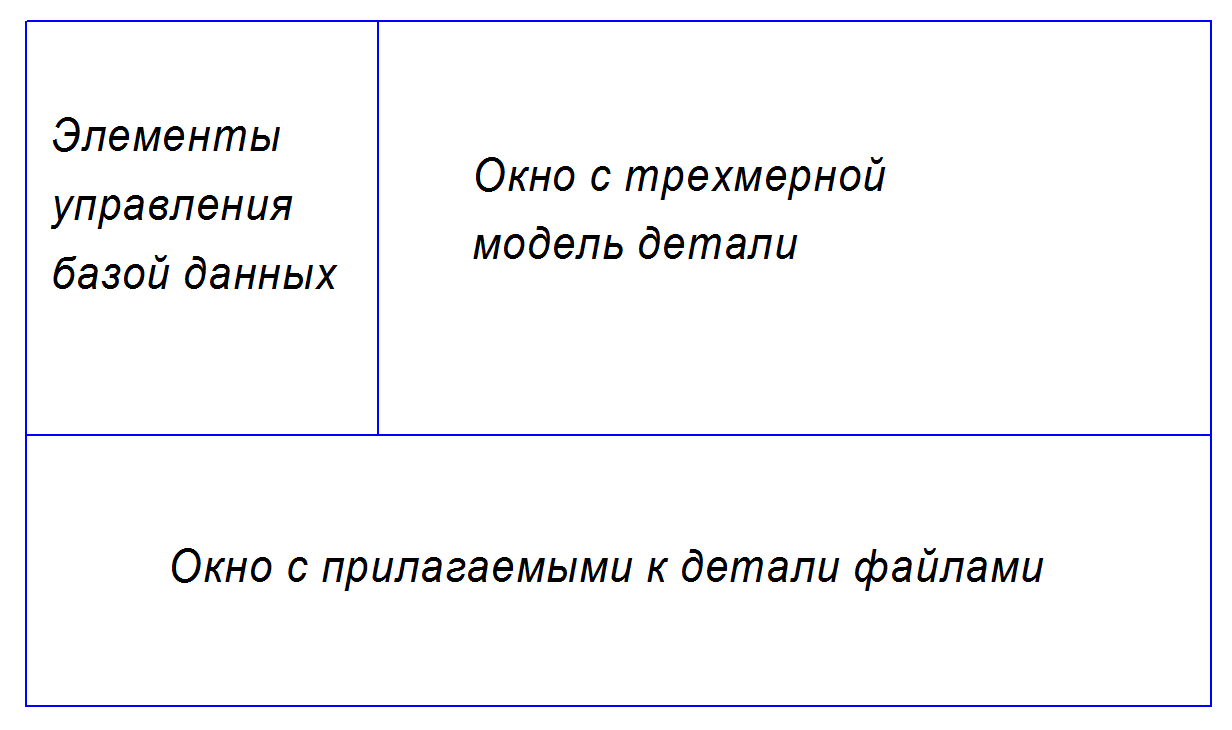 Элементы
управления
базой данных
Окно с трехмерной
модель детали
Окно с прилагаемыми к детали файлами